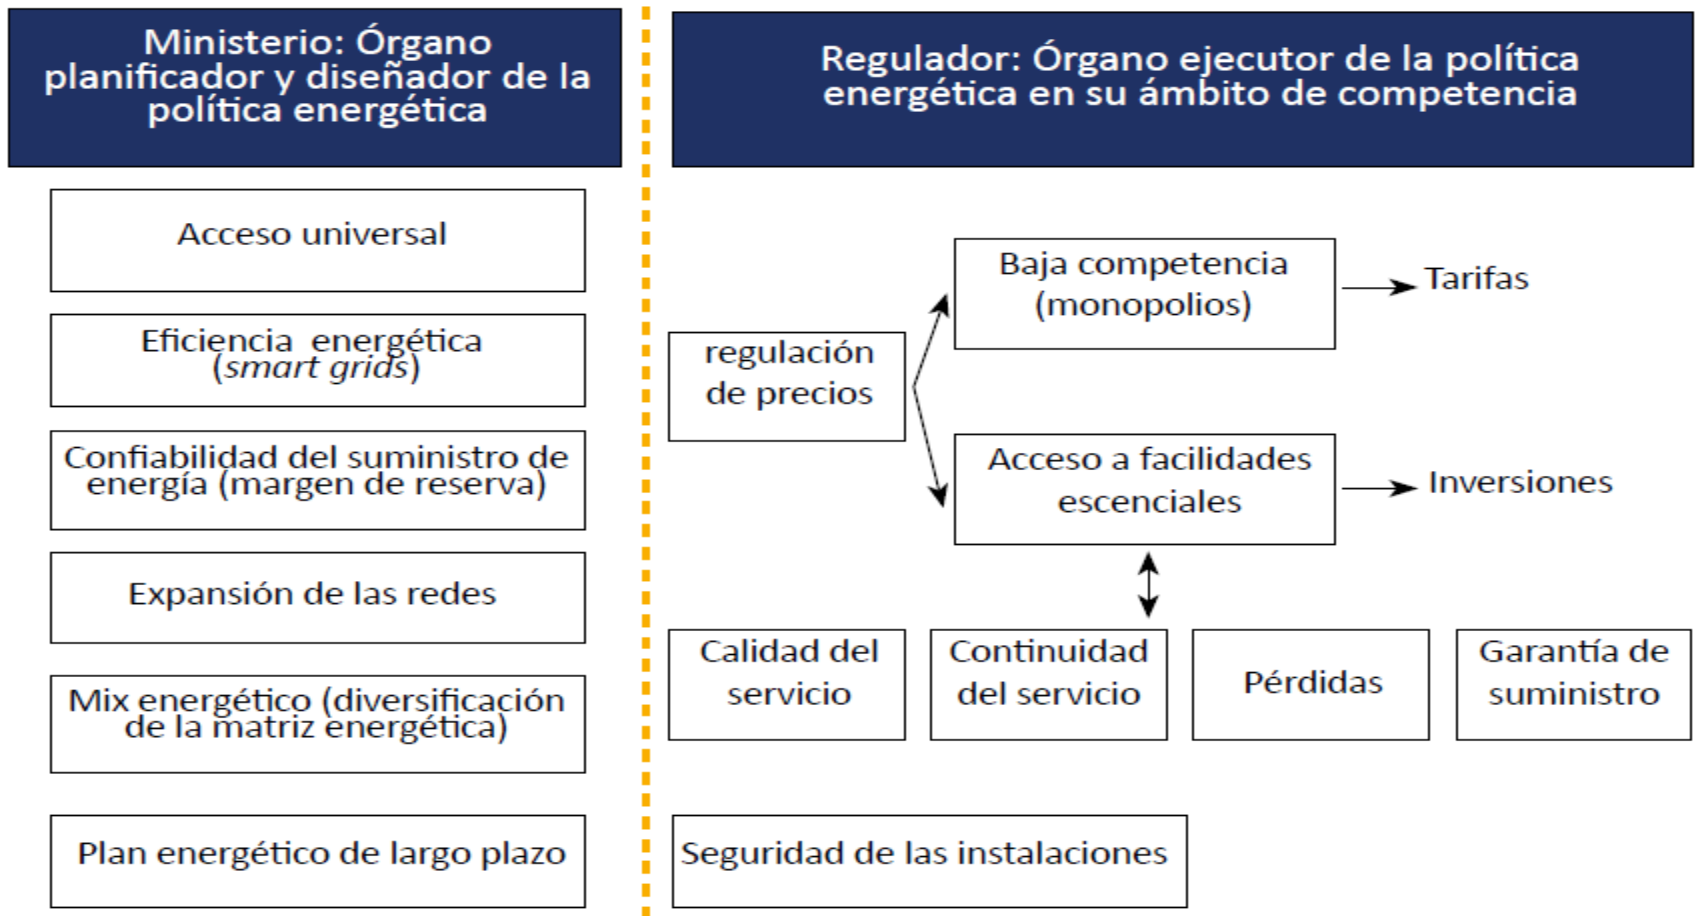 Ministerio: Órgano
planificador y diseñador de la
política energética
Regulador: Órgano ejecutor de la política
energética en su ámbito de competencia
Acceso universal
Eficiencia energética
(smart grids)
Confiabilidad del suministro de
energía (margen de reserva)
Expansión de las redes
Mix energético (diversificación
de la matriz energética)
Plan energético de largo plazo
regulación
de precios
Baja competencia
(monopolios)
Tarifas
Acceso a facilidades
escenciales
Inversiones
Calidad del
servicio
Continuidad
del servicio
Pérdidas
Garantía de
suministro
Seguridad de las instalaciones